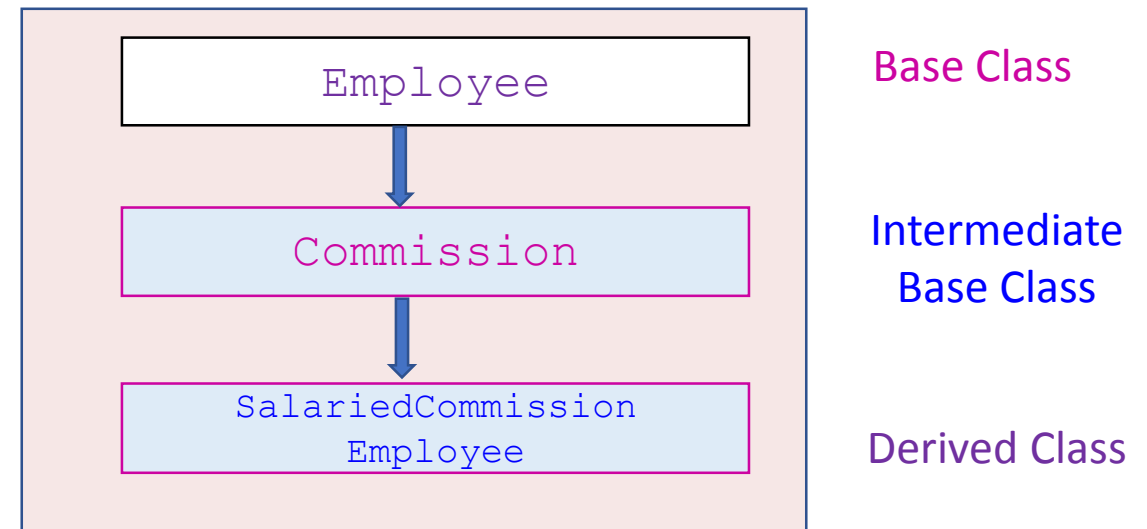 Employee
Base Class
Commission
Intermediate
Base Class
SalariedCommission
Employee
Derived Class